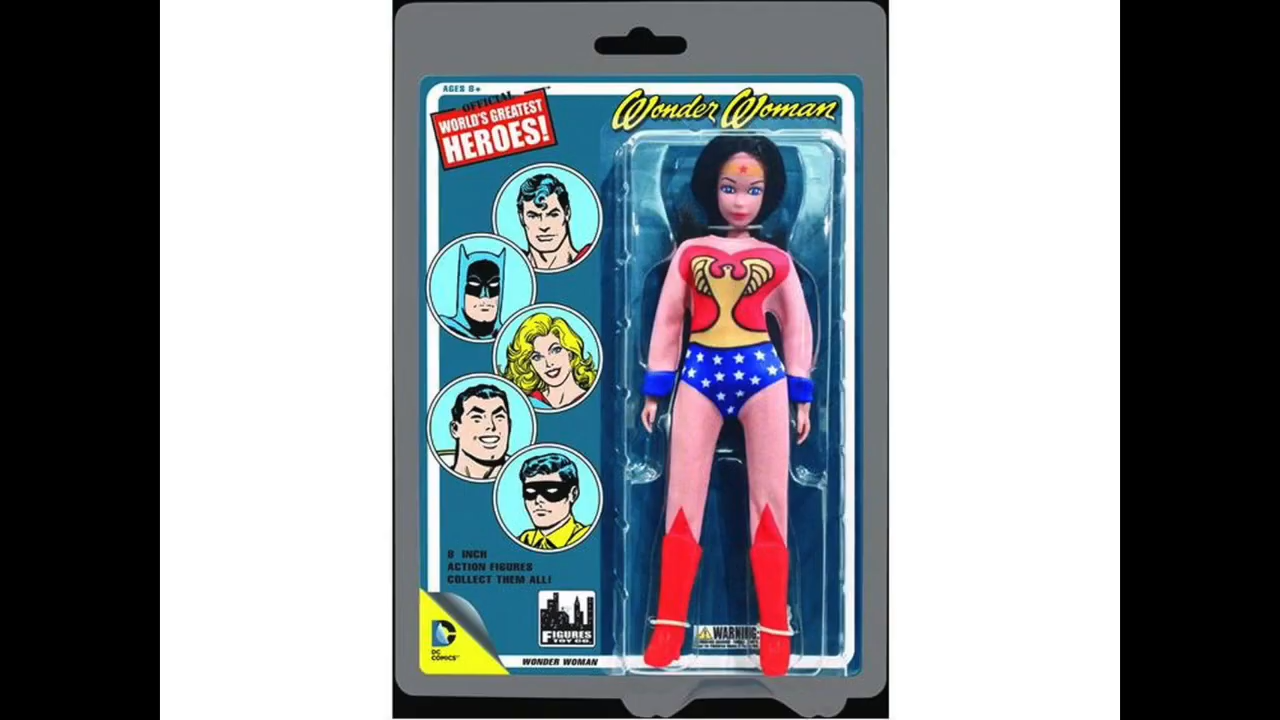 AGES 8+
OFFICIAL
WORLD'S GREATEST
HEROES!
Wonder Woman
8 INCH
ACTION FIGURES
COLLECT THEM ALL!
FIGURES
TOY CO.
DC
COMICS™
WONDER WOMAN
WARNING: